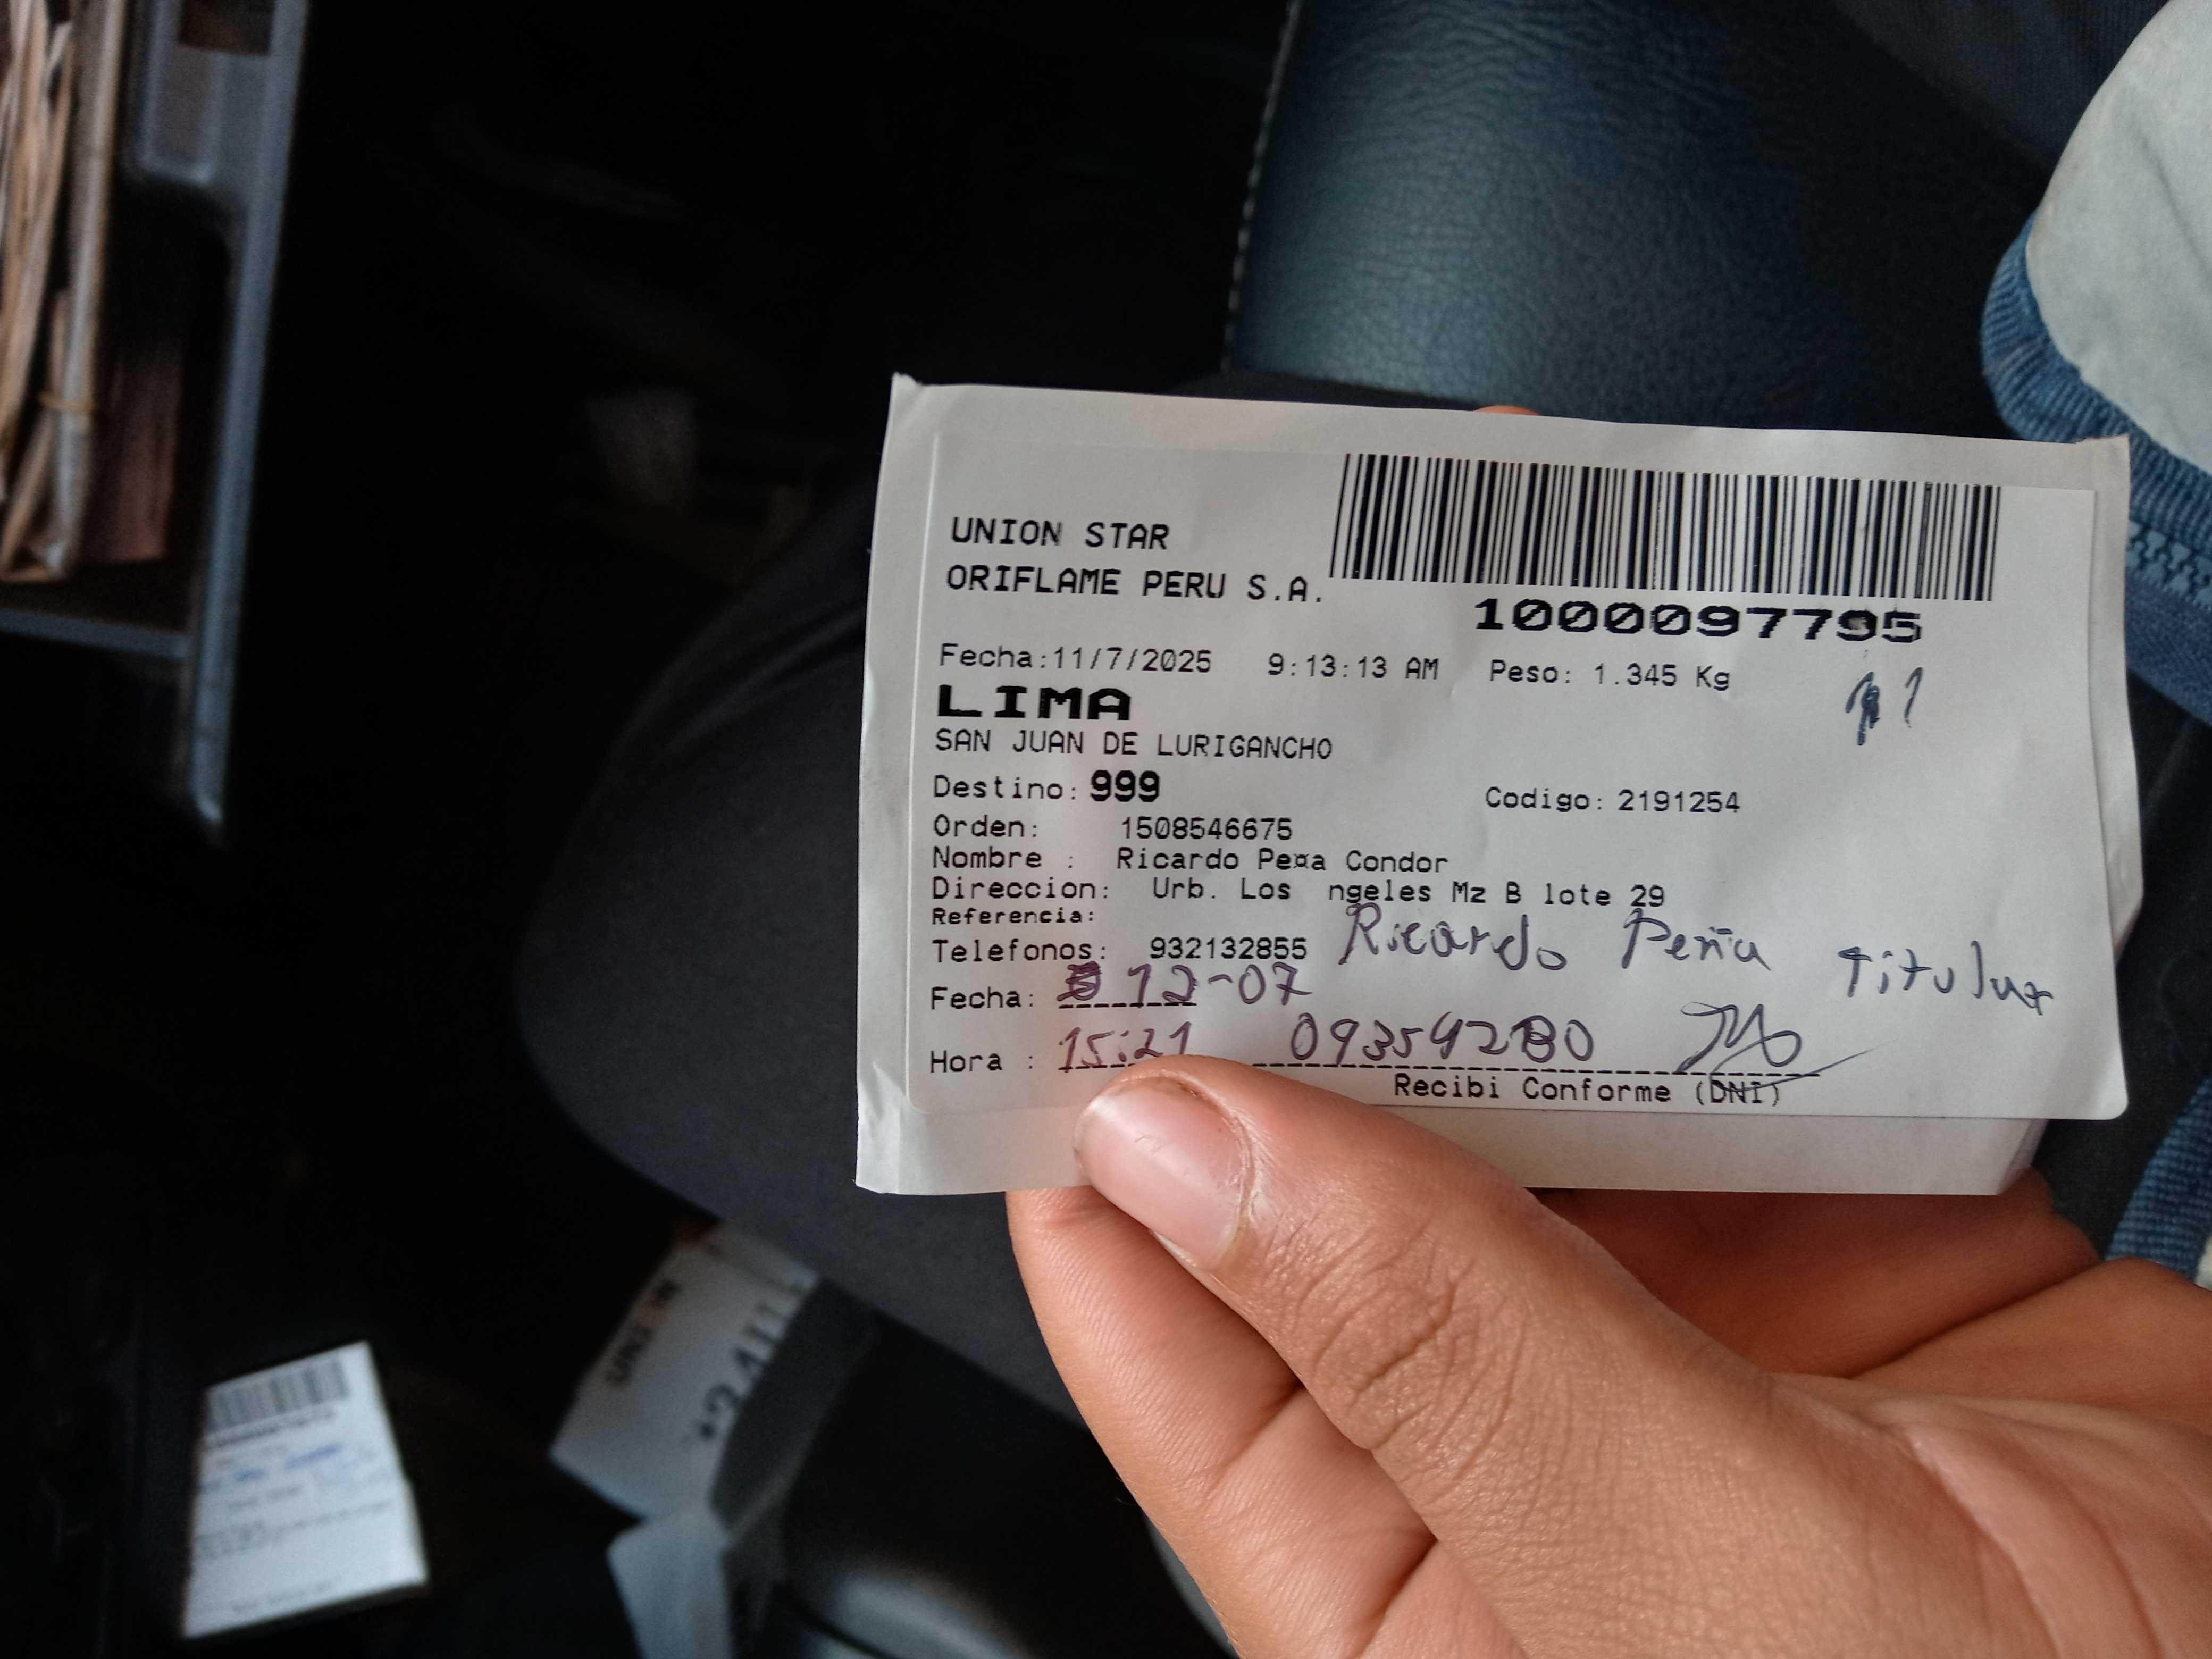 UNION STAR
ORIFLAME PERU S.A.
1000097795
Fecha:11/7/2025 9:13:13 AM Peso: 1.345 Kg
LIMA
SAN JUAN DE LURIGANCHO
Destino: 999 Codigo: 2191254
Orden: 1508546675
Nombre : Ricardo Pe¤a Condor
Direccion: Urb. Los ngeles Mz B lote 29
Referencia:
Telefonos: 932132855 Ricardo Peña Titular
Fecha: 12-07
Hora : 15:21 09359280
Recibi Conforme (DNI)